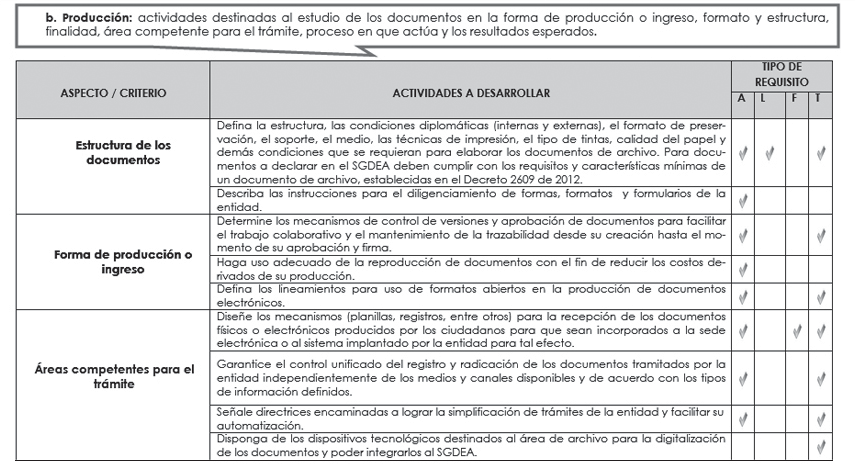 b. Producción: actividades destinadas al estudio de los documentos en la forma de producción o ingreso, formato y estructura,
finalidad, área competente para el trámite, proceso en que actúa y los resultados esperados.
ASPECTO / CRITERIO
ACTIVIDADES A DESARROLLAR
TIPO DE
REQUISITO
A L F T
Estructura de los
documentos
Defina la estructura, las condiciones diplomáticas (internas y externas), el formato de preser-
vación, el soporte, el medio, las técnicas de impresión, el tipo de tintas, calidad del papel y
demás condiciones que se requieran para elaborar los documentos de archivo. Para docu-
mentos a declarar en el SGDEA deben cumplir con los requisitos y características mínimas de
un documento de archivo, establecidas en el Decreto 2609 de 2012.
Describa las instrucciones para el diligenciamiento de formas, formatos y formularios de la
entidad.
Forma de producción o
ingreso
Determine los mecanismos de control de versiones y aprobación de documentos para facilitar
el trabajo colaborativo y el mantenimiento de la trazabilidad desde su creación hasta el mo-
mento de su aprobación y firma.
Haga uso adecuado de la reproducción de documentos con el fin de reducir los costos de-
rivados de su producción.
Defina los lineamientos para uso de formatos abiertos en la producción de documentos
electrónicos.
Áreas competentes para el
trámite
Diseñe los mecanismos (planillas, registros, entre otros) para la recepción de los documentos
físicos o electrónicos producidos por los ciudadanos para que sean incorporados a la sede
electrónica o al sistema implantado por la entidad para tal efecto.
Garantice el control unificado del registro y radicación de los documentos tramitados por la
entidad independientemente de los medios y canales disponibles y de acuerdo con los tipos
de información definidos.
Señale directrices encaminadas a lograr la simplificación de trámites de la entidad y facilitar su
automatización.
Disponga de los dispositivos tecnológicos destinados al área de archivo para la digitalización
de los documentos y poder integrarlos al SGDEA.